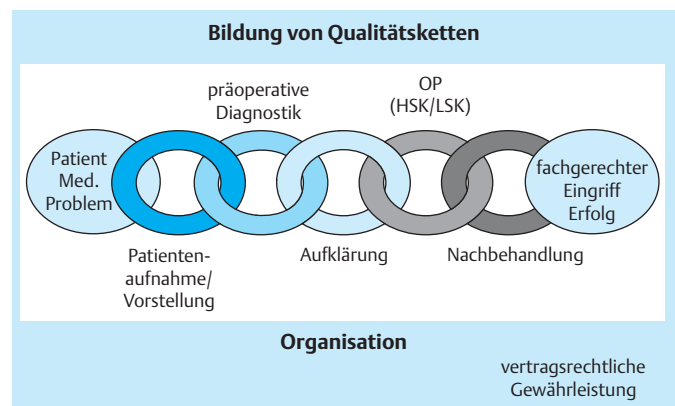 Bildung von Qualitätsketten
präoperative
Diagnostik
OP
(HSK/LSK)
Patient
Med.
Problem
fachgerechter
Eingriff
Erfolg
Patienten-
aufnahme/
Vorstellung
Aufklärung
Nachbehandlung
Organisation
vertragsrechtliche
Gewährleistung